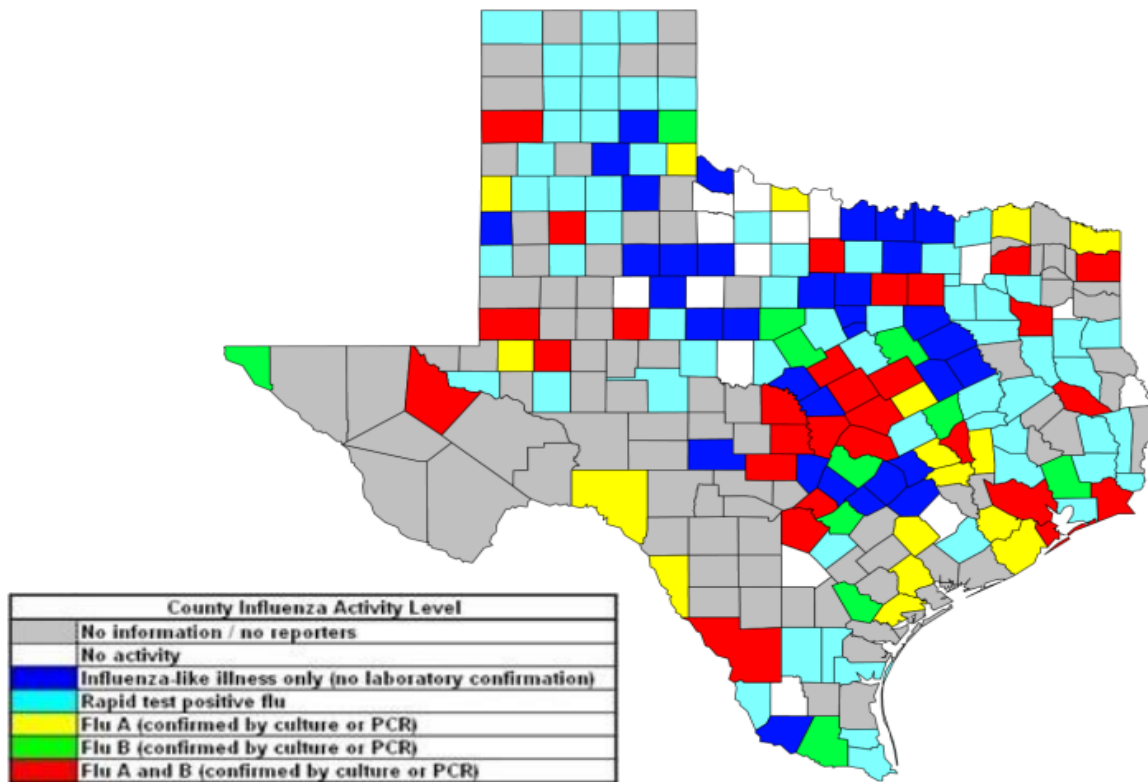 County Influenza Activity Level
No information / no reporters
No activity
Influenza-like illness only (no laboratory confirmation)
Rapid test positive flu
Flu A (confirmed by culture or PCR)
Flu B (confirmed by culture or PCR)
Flu A and B (confirmed by culture or PCR)